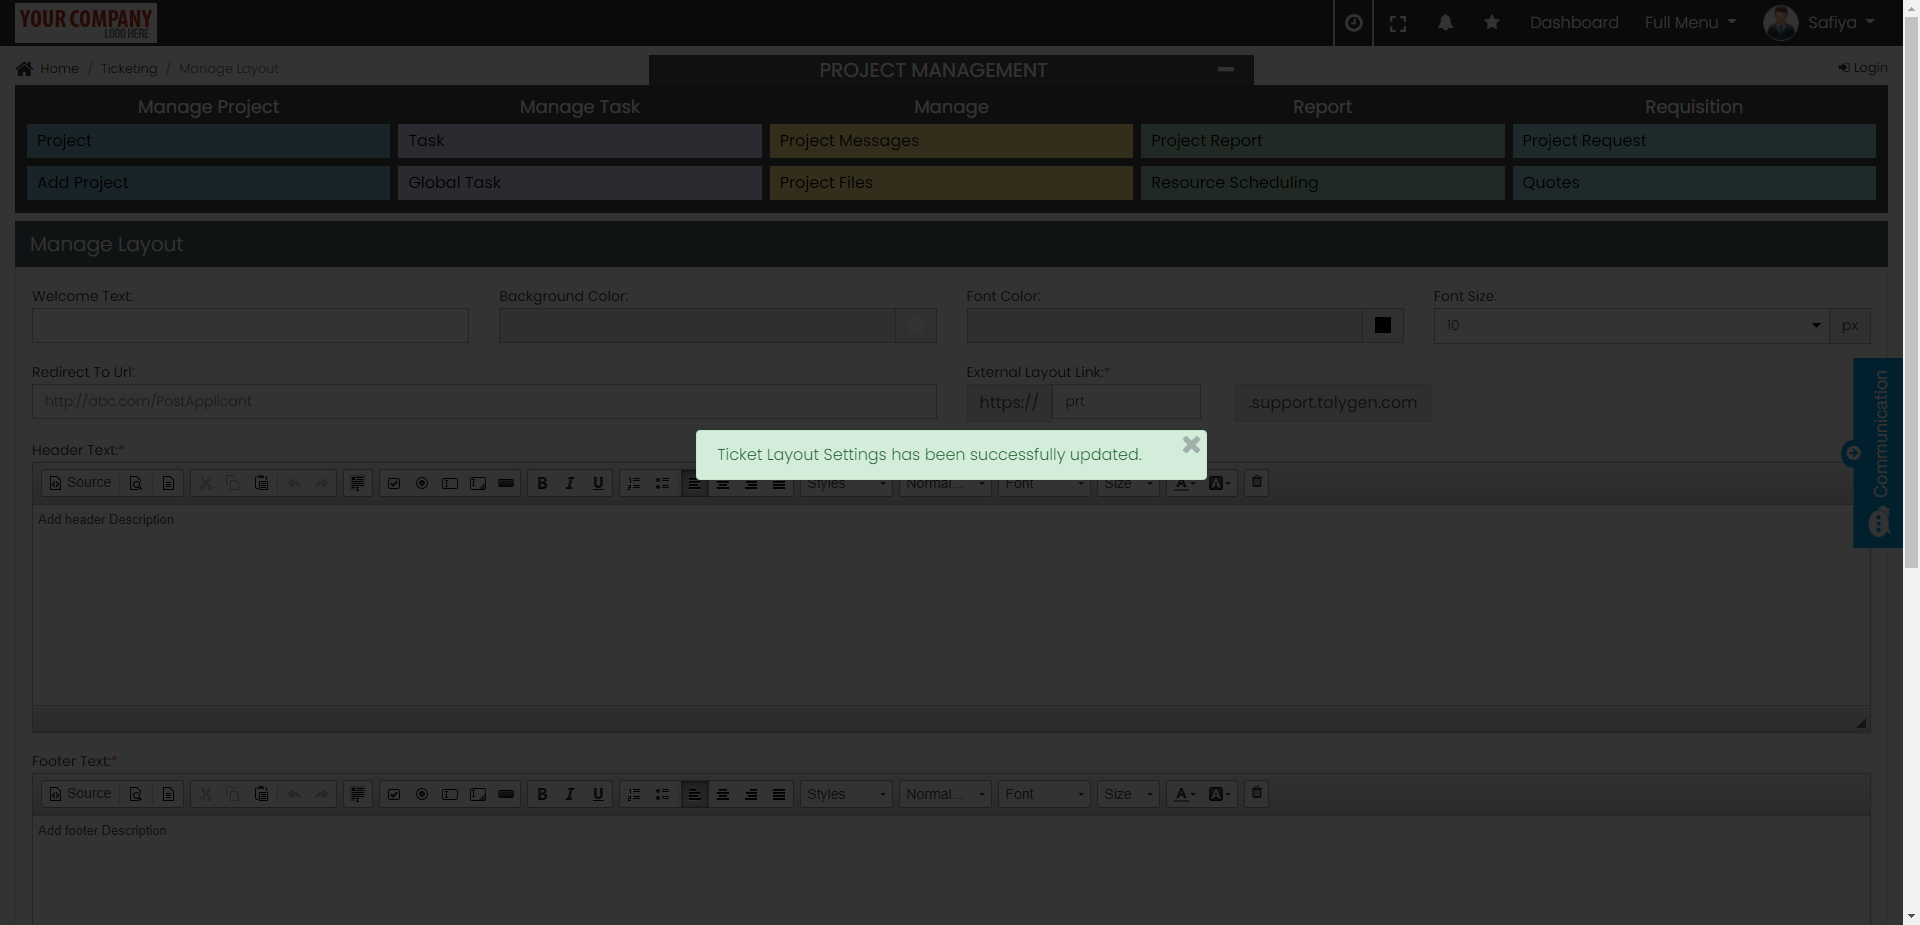 YOUR COMPANY
LOGO HERE
Dashboard
Full Menu
Safiya
Home / Ticketing / Manage Layout
PROJECT MANAGEMENT
Login
Manage Project
Manage Task
Manage
Report
Requisition
Project
Task
Project Messages
Project Report
Project Request
Add Project
Global Task
Project Files
Resource Scheduling
Quotes
Manage Layout
Welcome Text:
Background Color:
Font Color:
Font Size:
10
px
Redirect To Url:
External Layout Link:*
http://abc.com/PostApplicant
https://
prt
.support.talygen.com
Communication
Header Text:*
Ticket Layout Settings has been successfully updated.
Source
B I U
Styles
Normal...
Font
Size
A
A
Add header Description
Footer Text:*
Source
B I U
Styles
Normal...
Font
Size
A
A
Add footer Description